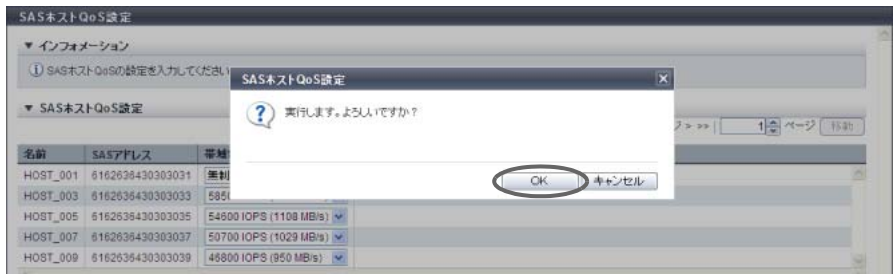 SASホストQoS設定
▼ インフォメーション
SASホストQoSの設定を入力してください
SASホストQoS設定
実行します。よろしいですか?
OK キャンセル
▼ SASホストQoS設定
> >> | 1 ページ 移動
名前 SASアドレス
HOST_001 6162636430303031
HOST_003 6162636430303033
HOST_005 6162636430303035 54600 IOPS (1108 MB/s)
HOST_007 6162636430303037 50700 IOPS (1029 MB/s)
HOST_009 6162636430303039 46800 IOPS (950 MB/s)